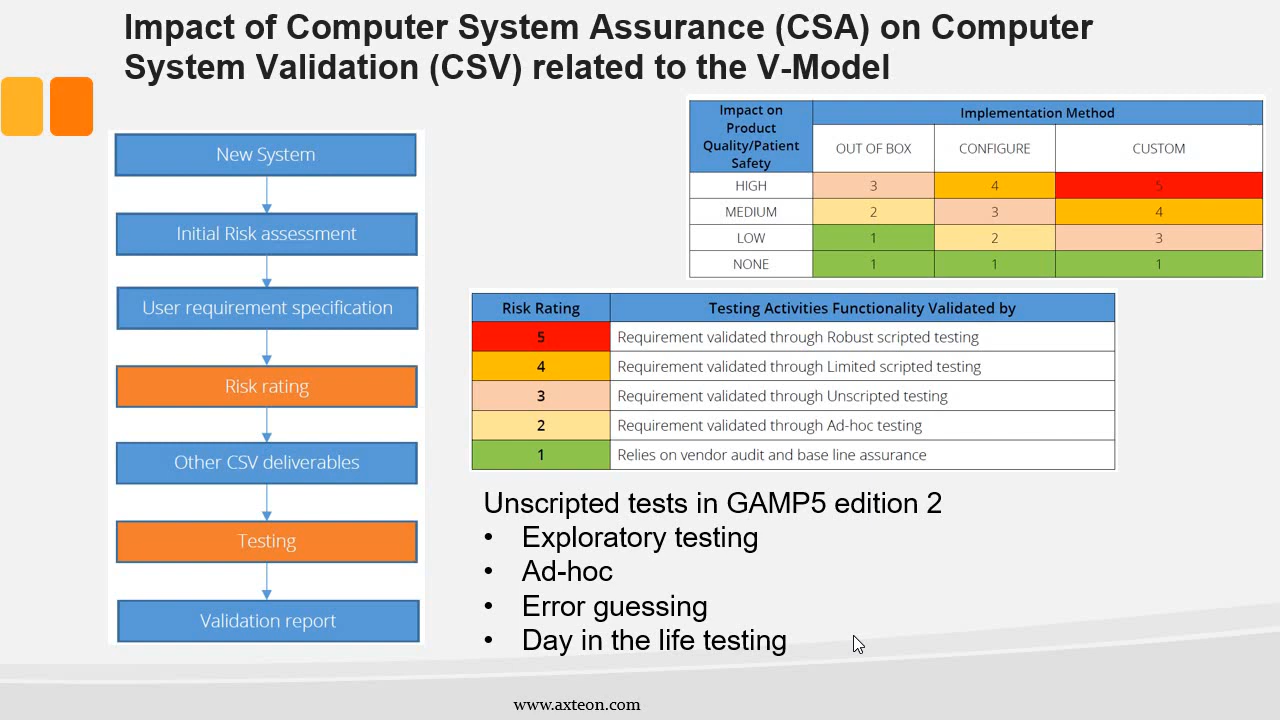 Impact of Computer System Assurance (CSA) on Computer
System Validation (CSV) related to the V-Model
New System
Initial Risk assessment
User requirement specification
Risk rating
Other CSV deliverables
Testing
Validation report
Impact on
Product
Quality/Patient
Safety
Implementation Method
OUT OF BOX CONFIGURE CUSTOM
HIGH 3 4 5
MEDIUM 2 3 4
LOW 1 2 3
NONE 1 1 1
Risk Rating Testing Activities Functionality Validated by
5 Requirement validated through Robust scripted testing
4 Requirement validated through Limited scripted testing
3 Requirement validated through Unscripted testing
2 Requirement validated through Ad-hoc testing
1 Relies on vendor audit and base line assurance
Unscripted tests in GAMP5 edition 2
• Exploratory testing
• Ad-hoc
• Error guessing
• Day in the life testing
www.axteon.com